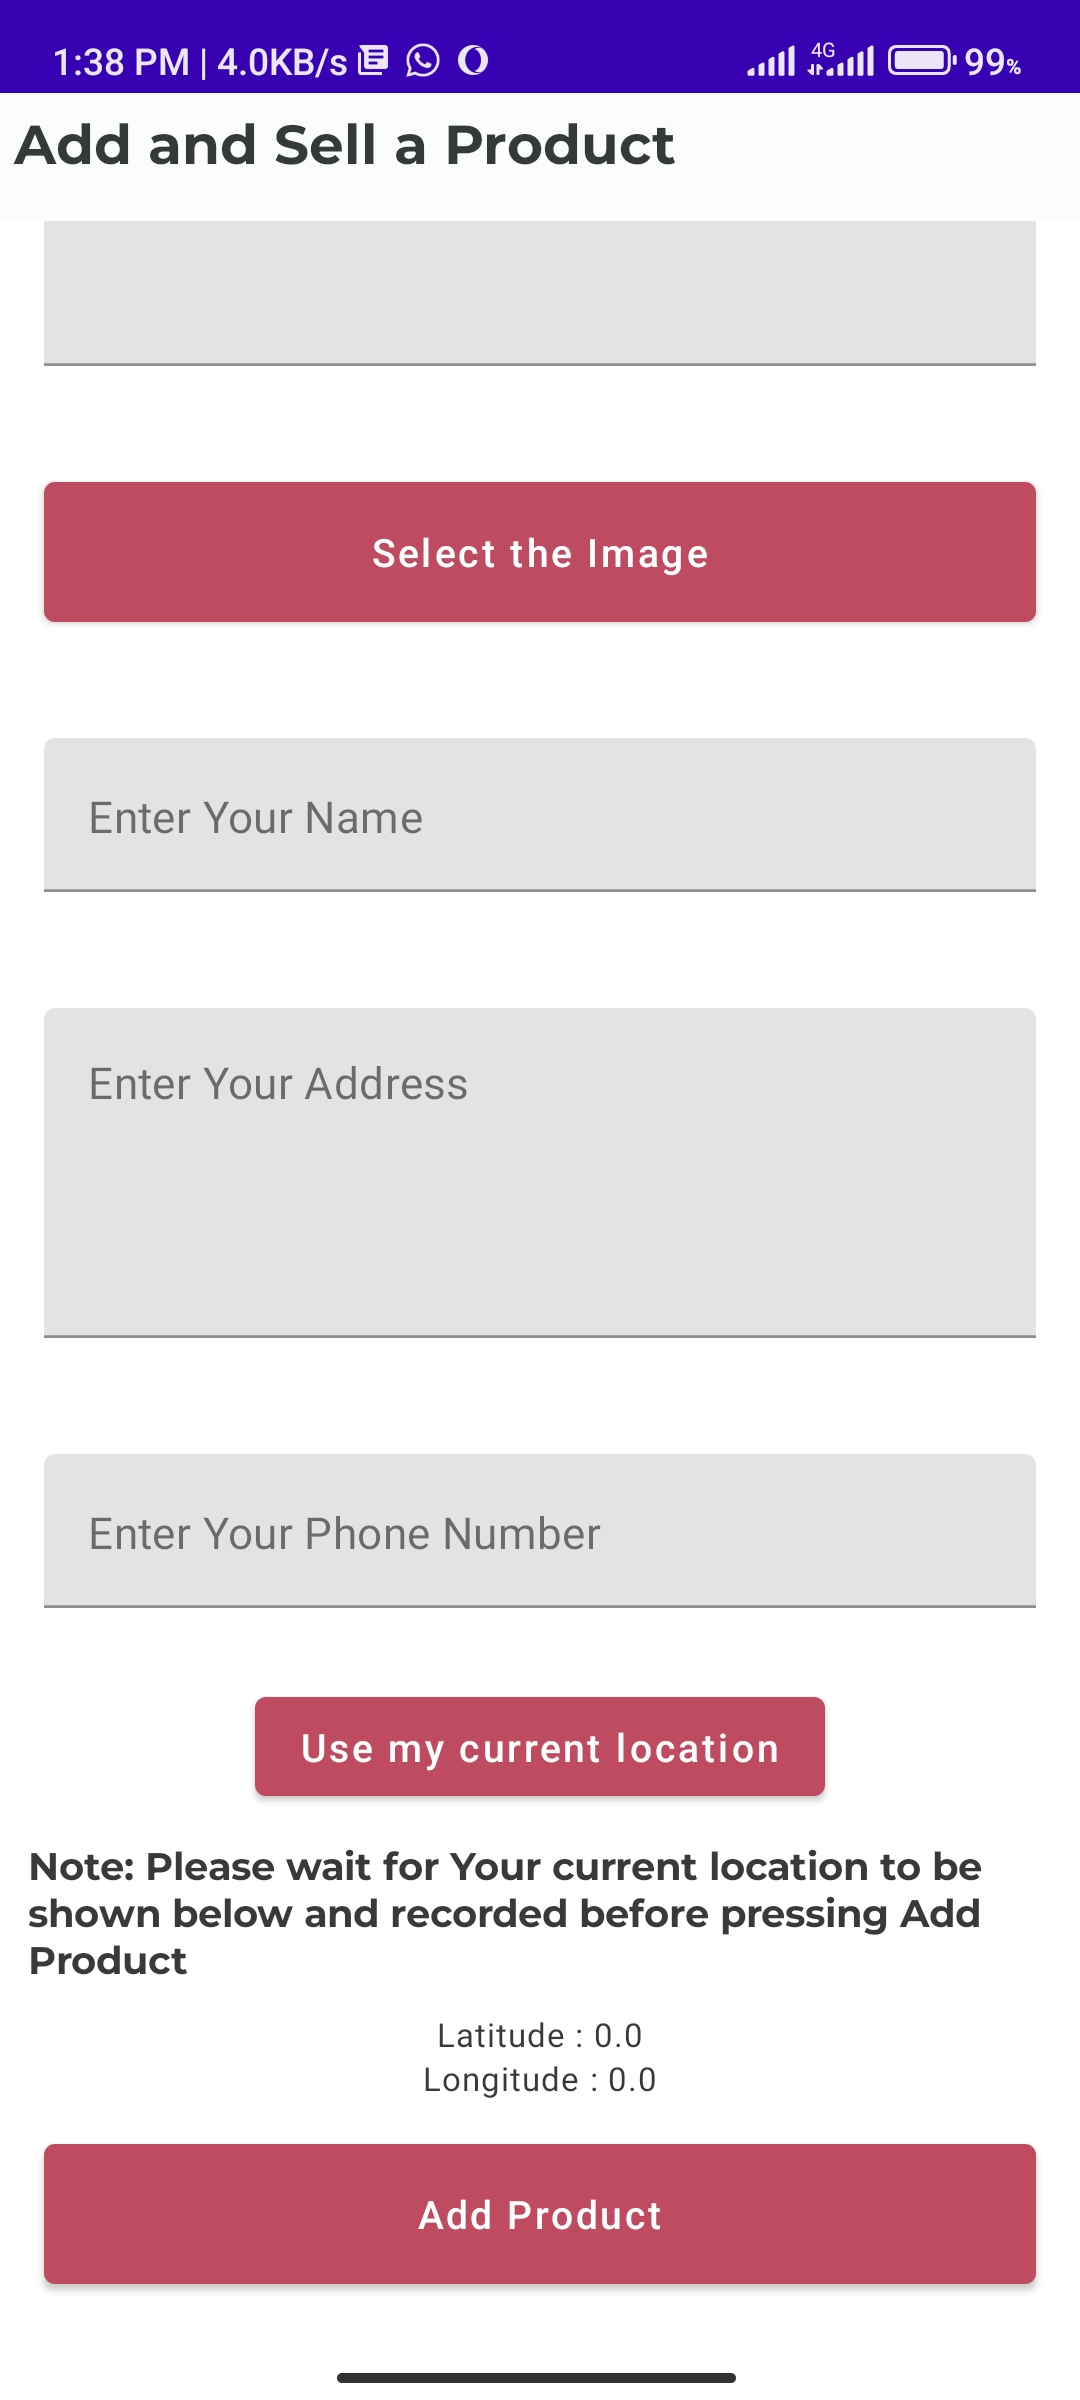 1:38 PM | 4.0KB/s 4G 99%
Add and Sell a Product
Select the Image
Enter Your Name
Enter Your Address
Enter Your Phone Number
Use my current location
Note: Please wait for Your current location to be
shown below and recorded before pressing Add
Product
Latitude : 0.0
Longitude : 0.0
Add Product